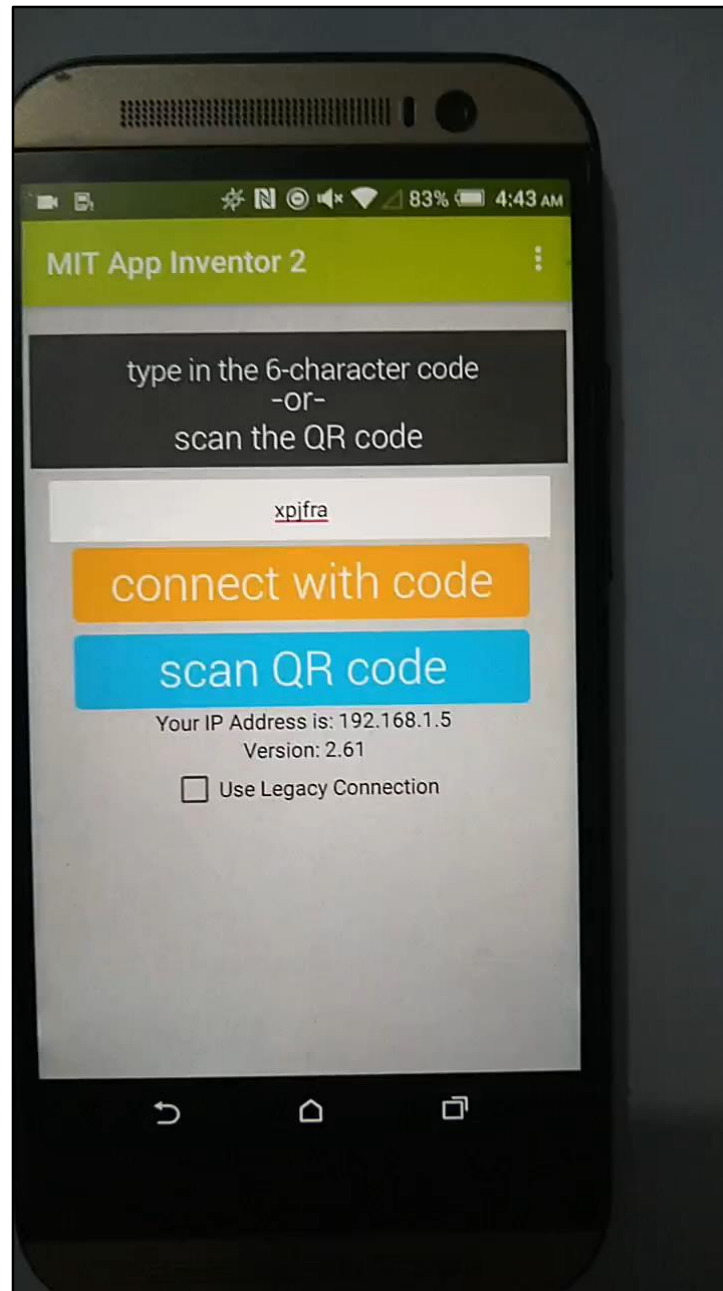 83% 4:43 AM
MIT App Inventor 2
type in the 6-character code
-or-
scan the QR code
xpjfra
connect with code
scan QR code
Your IP Address is: 192.168.1.5
Version: 2.61
Use Legacy Connection